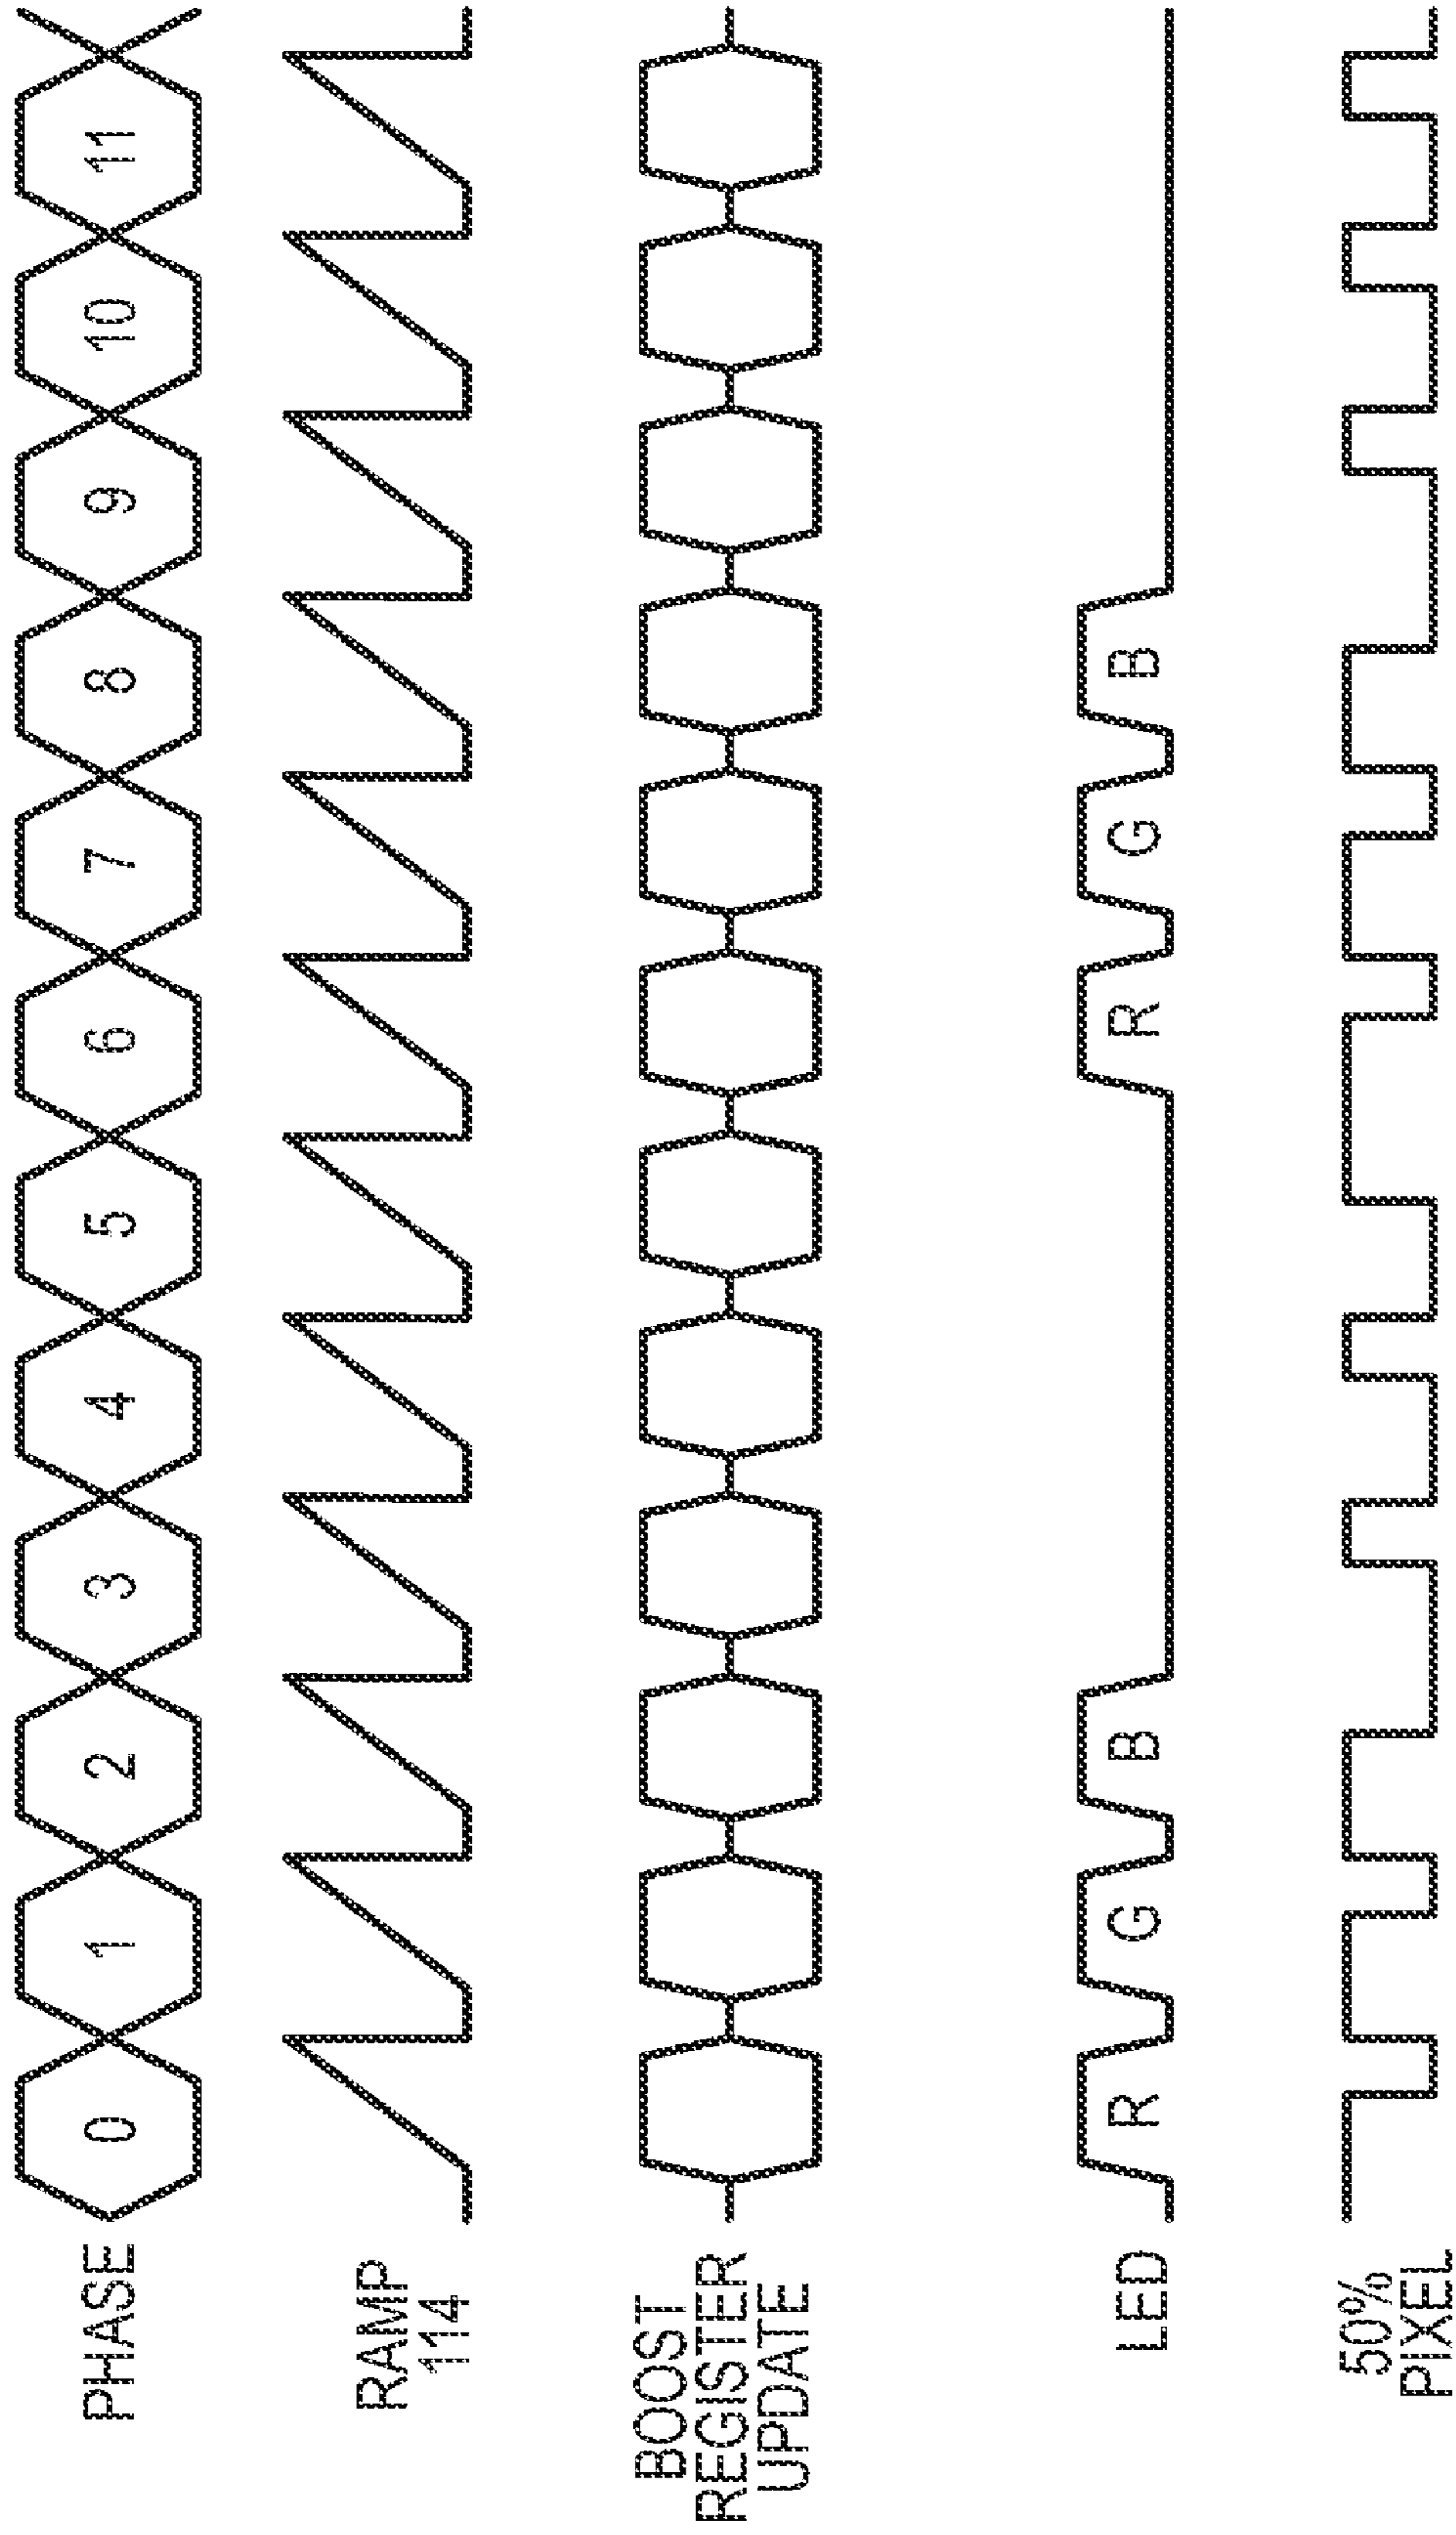 PHASE 0 1 2 3 4 5 6 7 8 9 10 11
RAMP
114
BOOST
REGISTER
UPDATE
LED R G B R G B
50%
PIXEL